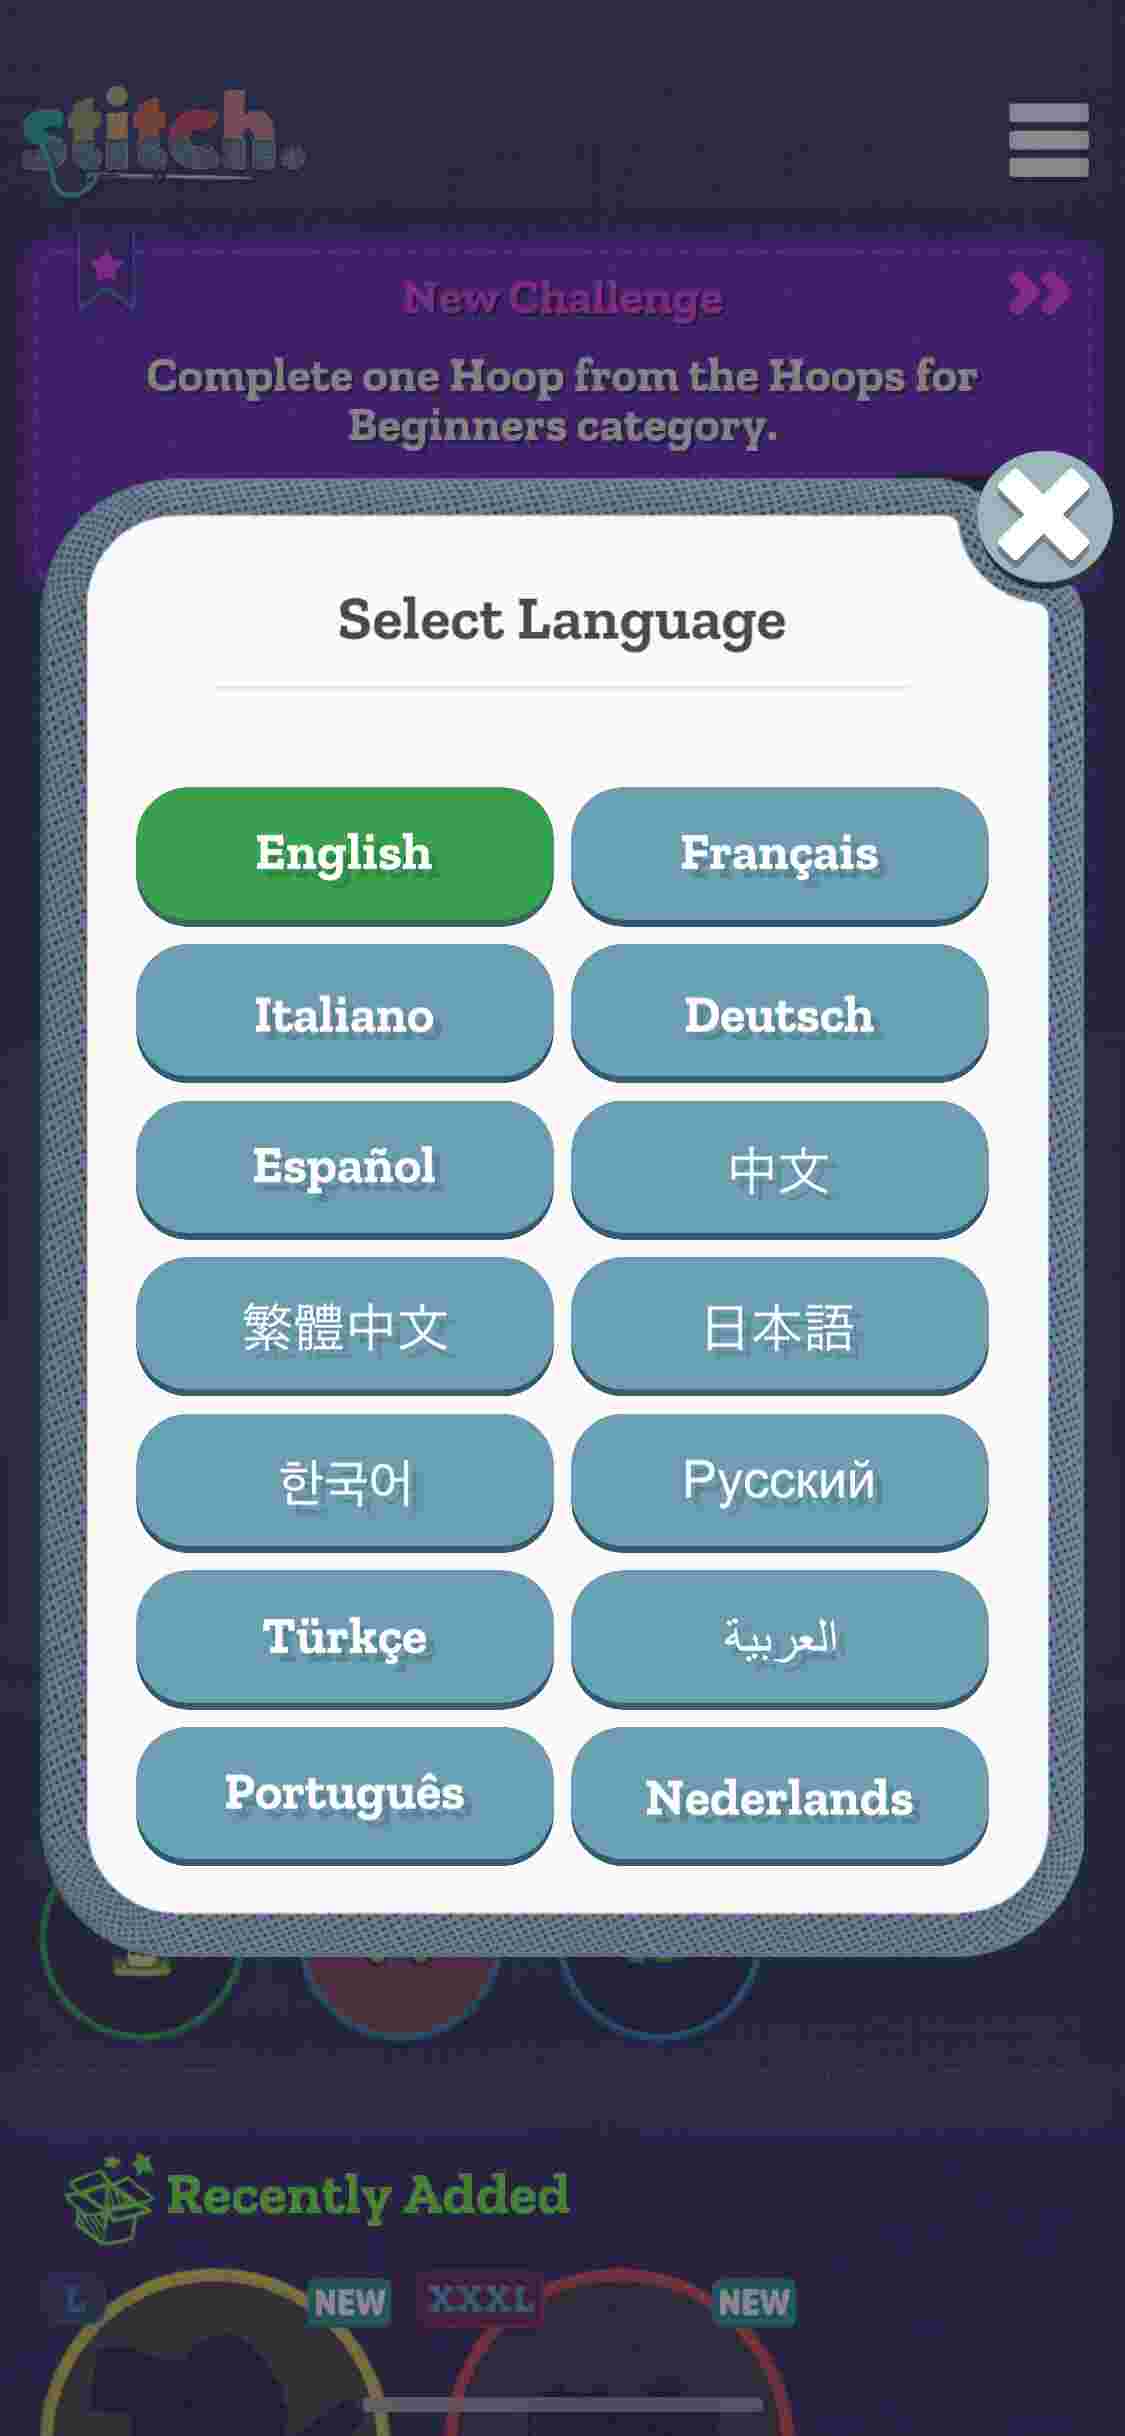 stitch.
New Challenge
Complete one Hoop from the Hoops for
Beginners category.
Select Language
English
Français
Italiano
Deutsch
Español
中文
繁體中文
日本語
한국어
Русский
Türkçe
العربية
Português
Nederlands
Recently Added
L
NEW
XXXL
NEW